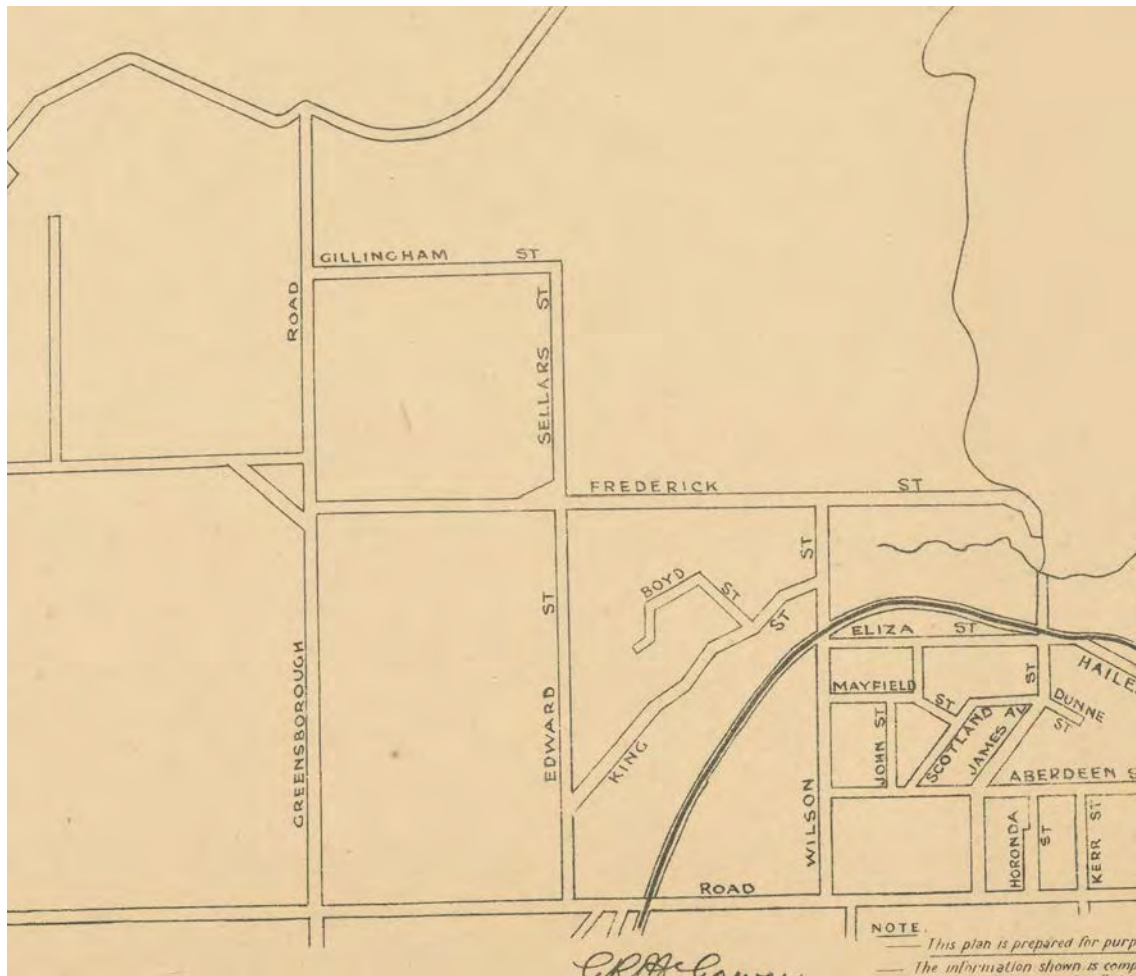 GILLINGHAM ST
ROAD
SELLARS ST
FREDERICK ST
BOYD ST
ST
ST
KING ST
ELIZA ST
MAYFIELD ST
HAILE
ST
DUNNE ST
JOHN ST
SCOTLAND
JAMES AV
GREENSBOROUGH
EDWARD
WILSON
ABERDEEN S
HORONDA ST
KERR ST
ROAD
NOTE.
— This plan is prepared for purp
— The information shown is comp